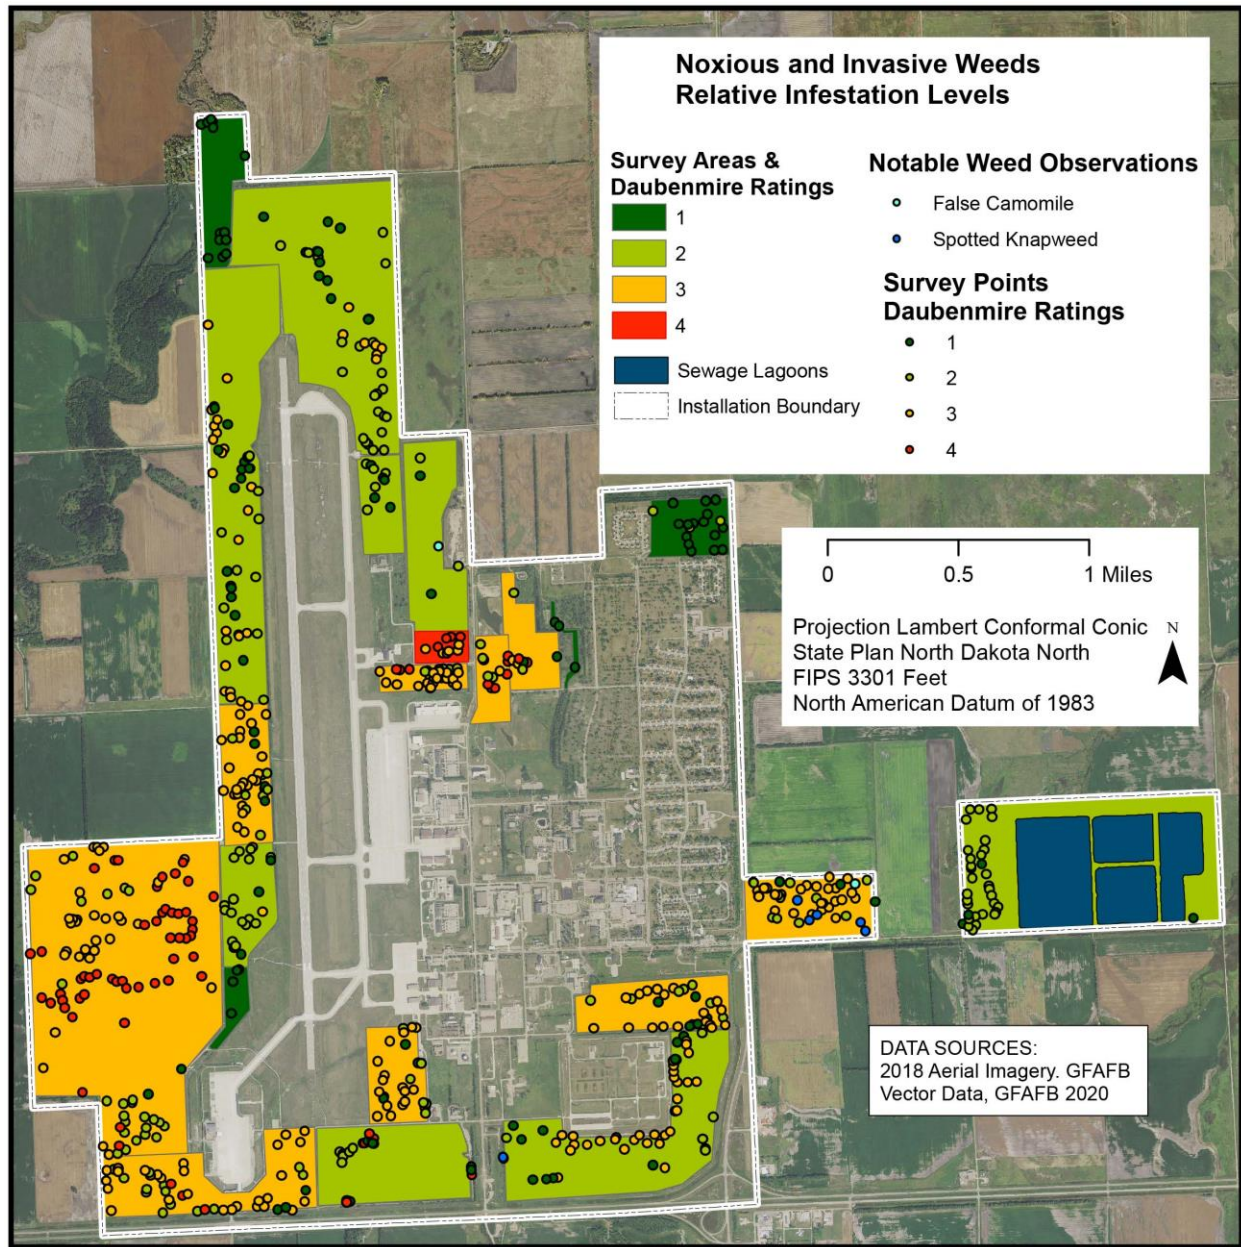 Noxious and Invasive Weeds
Relative Infestation Levels
Survey Areas &
Daubenmire Ratings
1
2
3
4
Sewage Lagoons
Installation Boundary
Notable Weed Observations
False Camomile
Spotted Knapweed
Survey Points
Daubenmire Ratings
1
2
3
4
0 0.5 1 Miles
Projection Lambert Conformal Conic
State Plan North Dakota North
FIPS 3301 Feet
North American Datum of 1983
N
DATA SOURCES:
2018 Aerial Imagery. GFAFB
Vector Data, GFAFB 2020